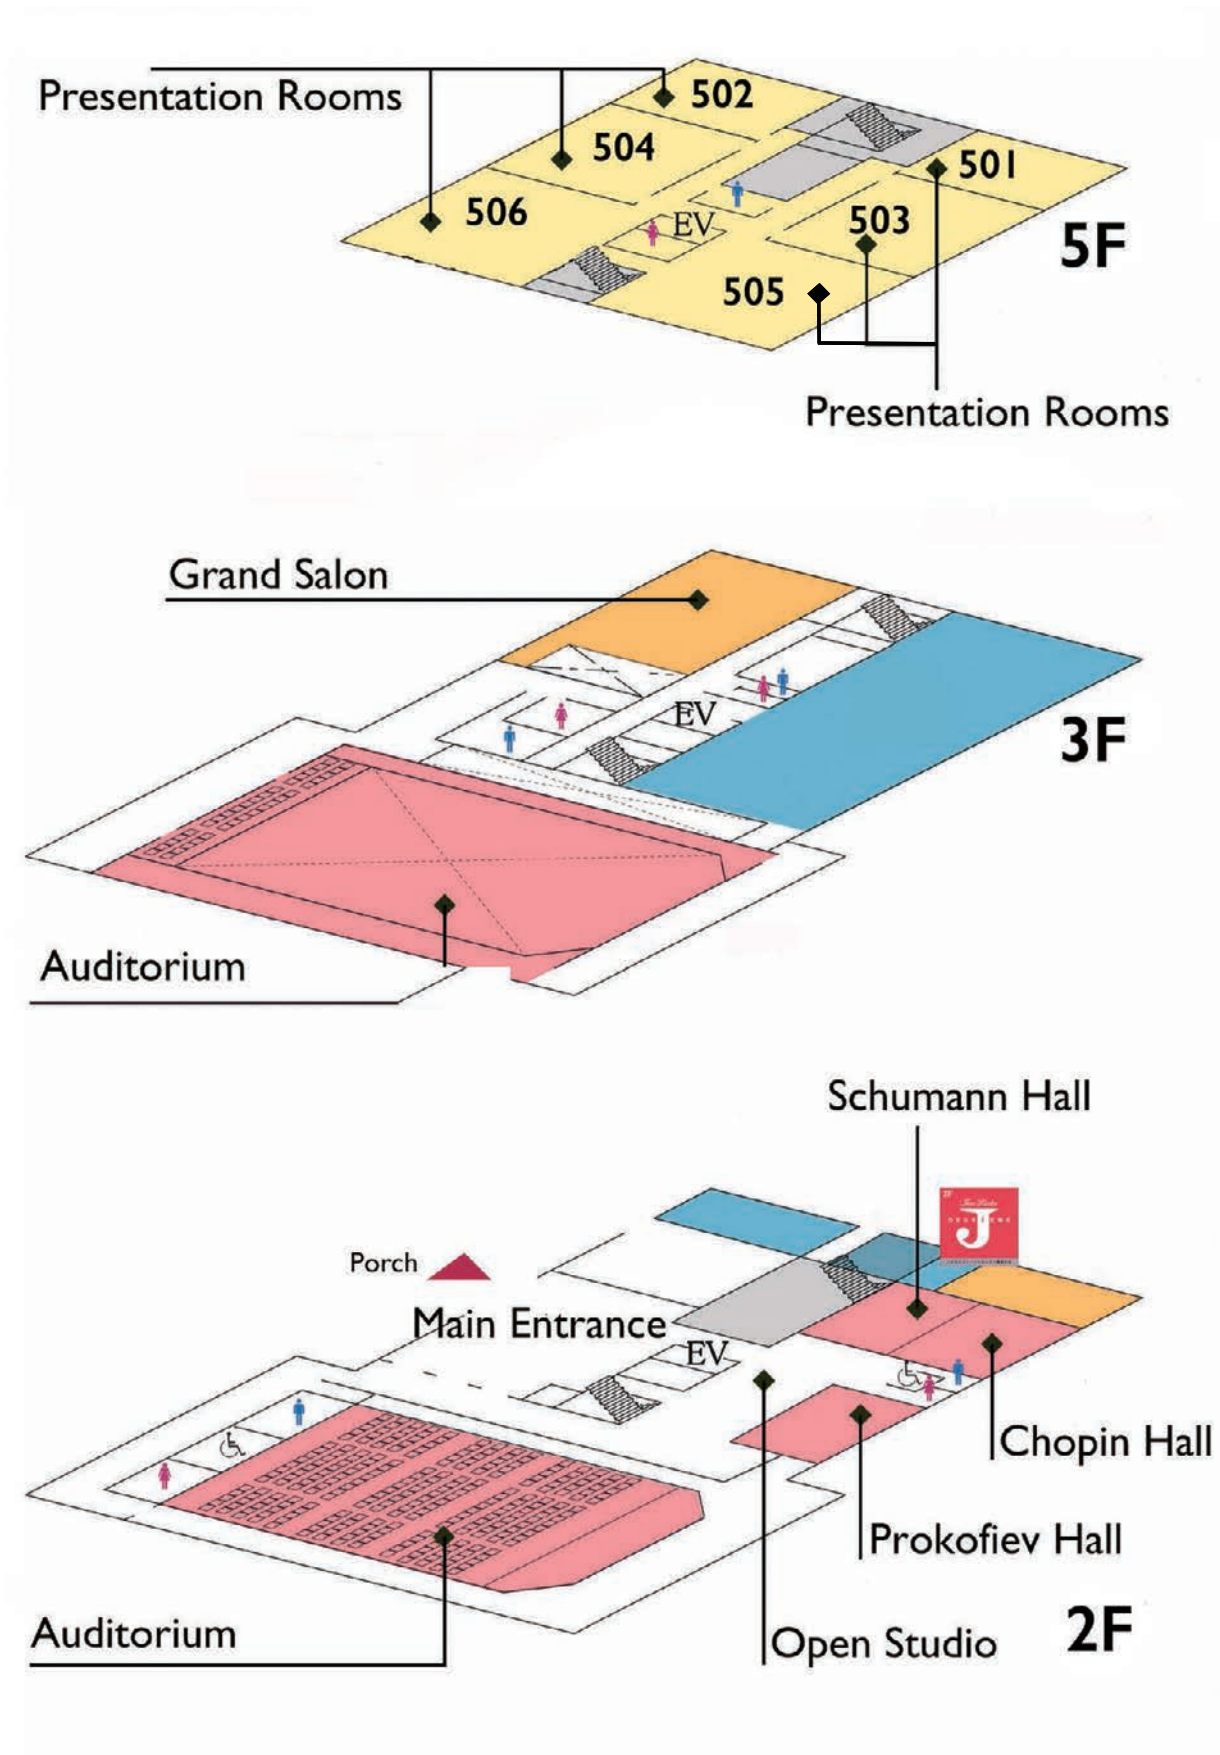 Presentation Rooms
502
504
501
506
503
EV
5F
505
Presentation Rooms
Grand Salon
EV
3F
Auditorium
Schumann Hall
2F
J
Porch
Main Entrance
EV
Chopin Hall
Prokofiev Hall
Auditorium
Open Studio
2F